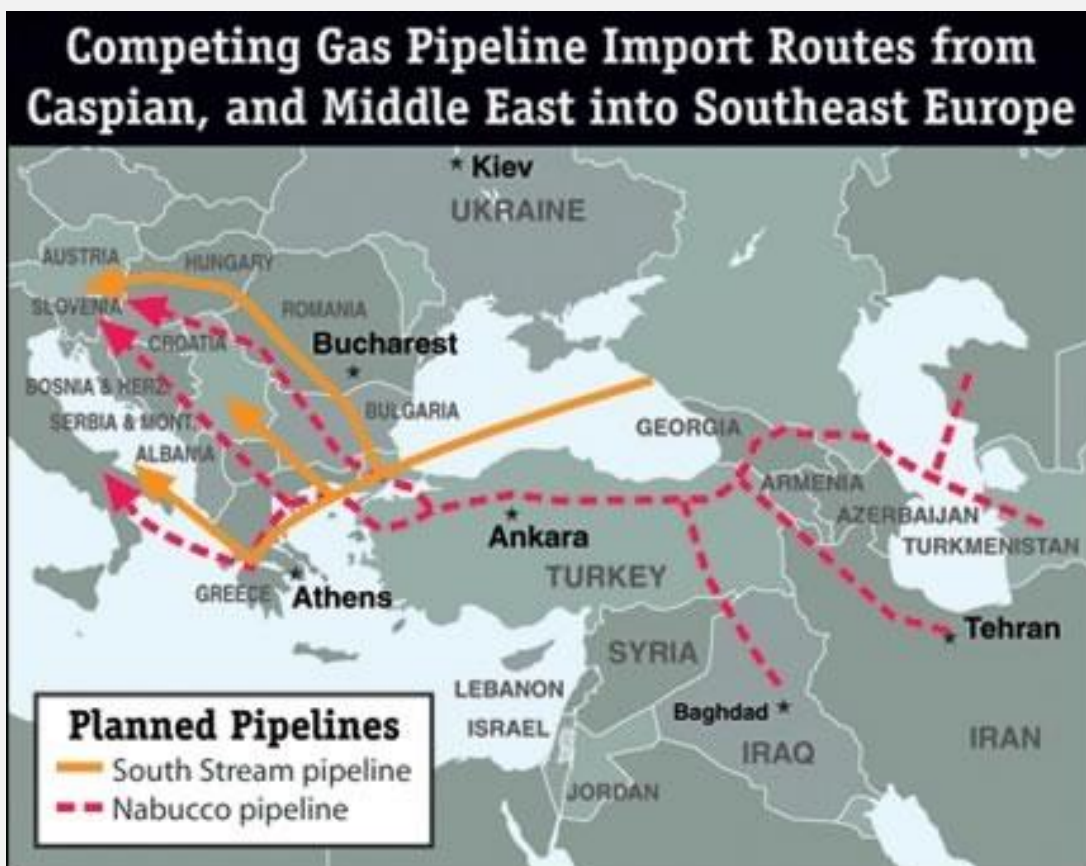 Competing Gas Pipeline Import Routes from
Caspian, and Middle East into Southeast Europe
Kiev
UKRAINE
AUSTRIA
HUNGARY
SLOVENIA
ROMANIA
CROATIA
Bucharest
BOSNIA & HERZ.
BULGARIA
SERBIA & MONT.
GEORGIA
ALBANIA
ARMENIA
AZERBAIJAN
Ankara
TURKMENISTAN
TURKEY
GREECE
Athens
Tehran
SYRIA
LEBANON
Baghdad
ISRAEL
IRAQ
IRAN
JORDAN
Planned Pipelines
South Stream pipeline
Nabucco pipeline